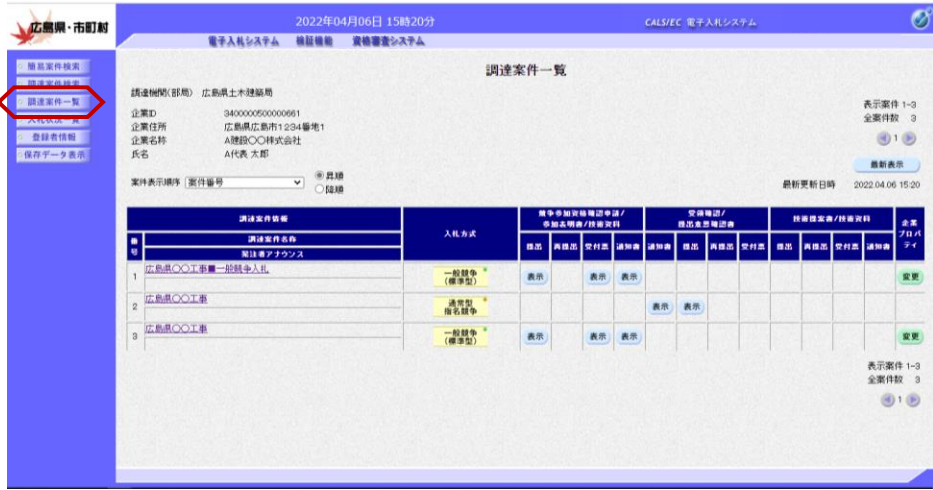 広島県・市町村
2022年04月06日 15時20分
CALS/EC 電子入札システム
電子入札システム 検証機能 資格審査システム
簡易案件検索
調達案件検索
調達案件一覧
入札状況一覧
登録者情報
保存データ表示
調達案件一覧
調達機関(部局) 広島県土木建築局
企業ID 3400000500000661
企業住所 広島県広島市1234番地1
企業名称 A建設〇〇株式会社
氏名 A代表 太郎
表示案件 1-3
全案件数 3
1
案件表示順序 案件番号
昇順
降順
最新表示
最新更新日時 2022.04.06 15:20
調達案件情報 入札方式 競争参加資格確認申請/参加表明書/技術資料 受領確認/提出意思確認書 技術提案書/技術資料 企業プロパティ
番号 調達案件名称 提出 再提出 受付票 通知書 通知書 提出 再提出 受付票 提出 再提出 受付票 通知書
発注者アナウンス
1 広島県〇〇工事■一般競争入札 一般競争(標準型) 表示 表示 表示 変更
2 広島県〇〇工事 通常型指名競争 表示 表示
3 広島県〇〇工事 一般競争(標準型) 表示 表示 表示 変更
表示案件 1-3
全案件数 3
1